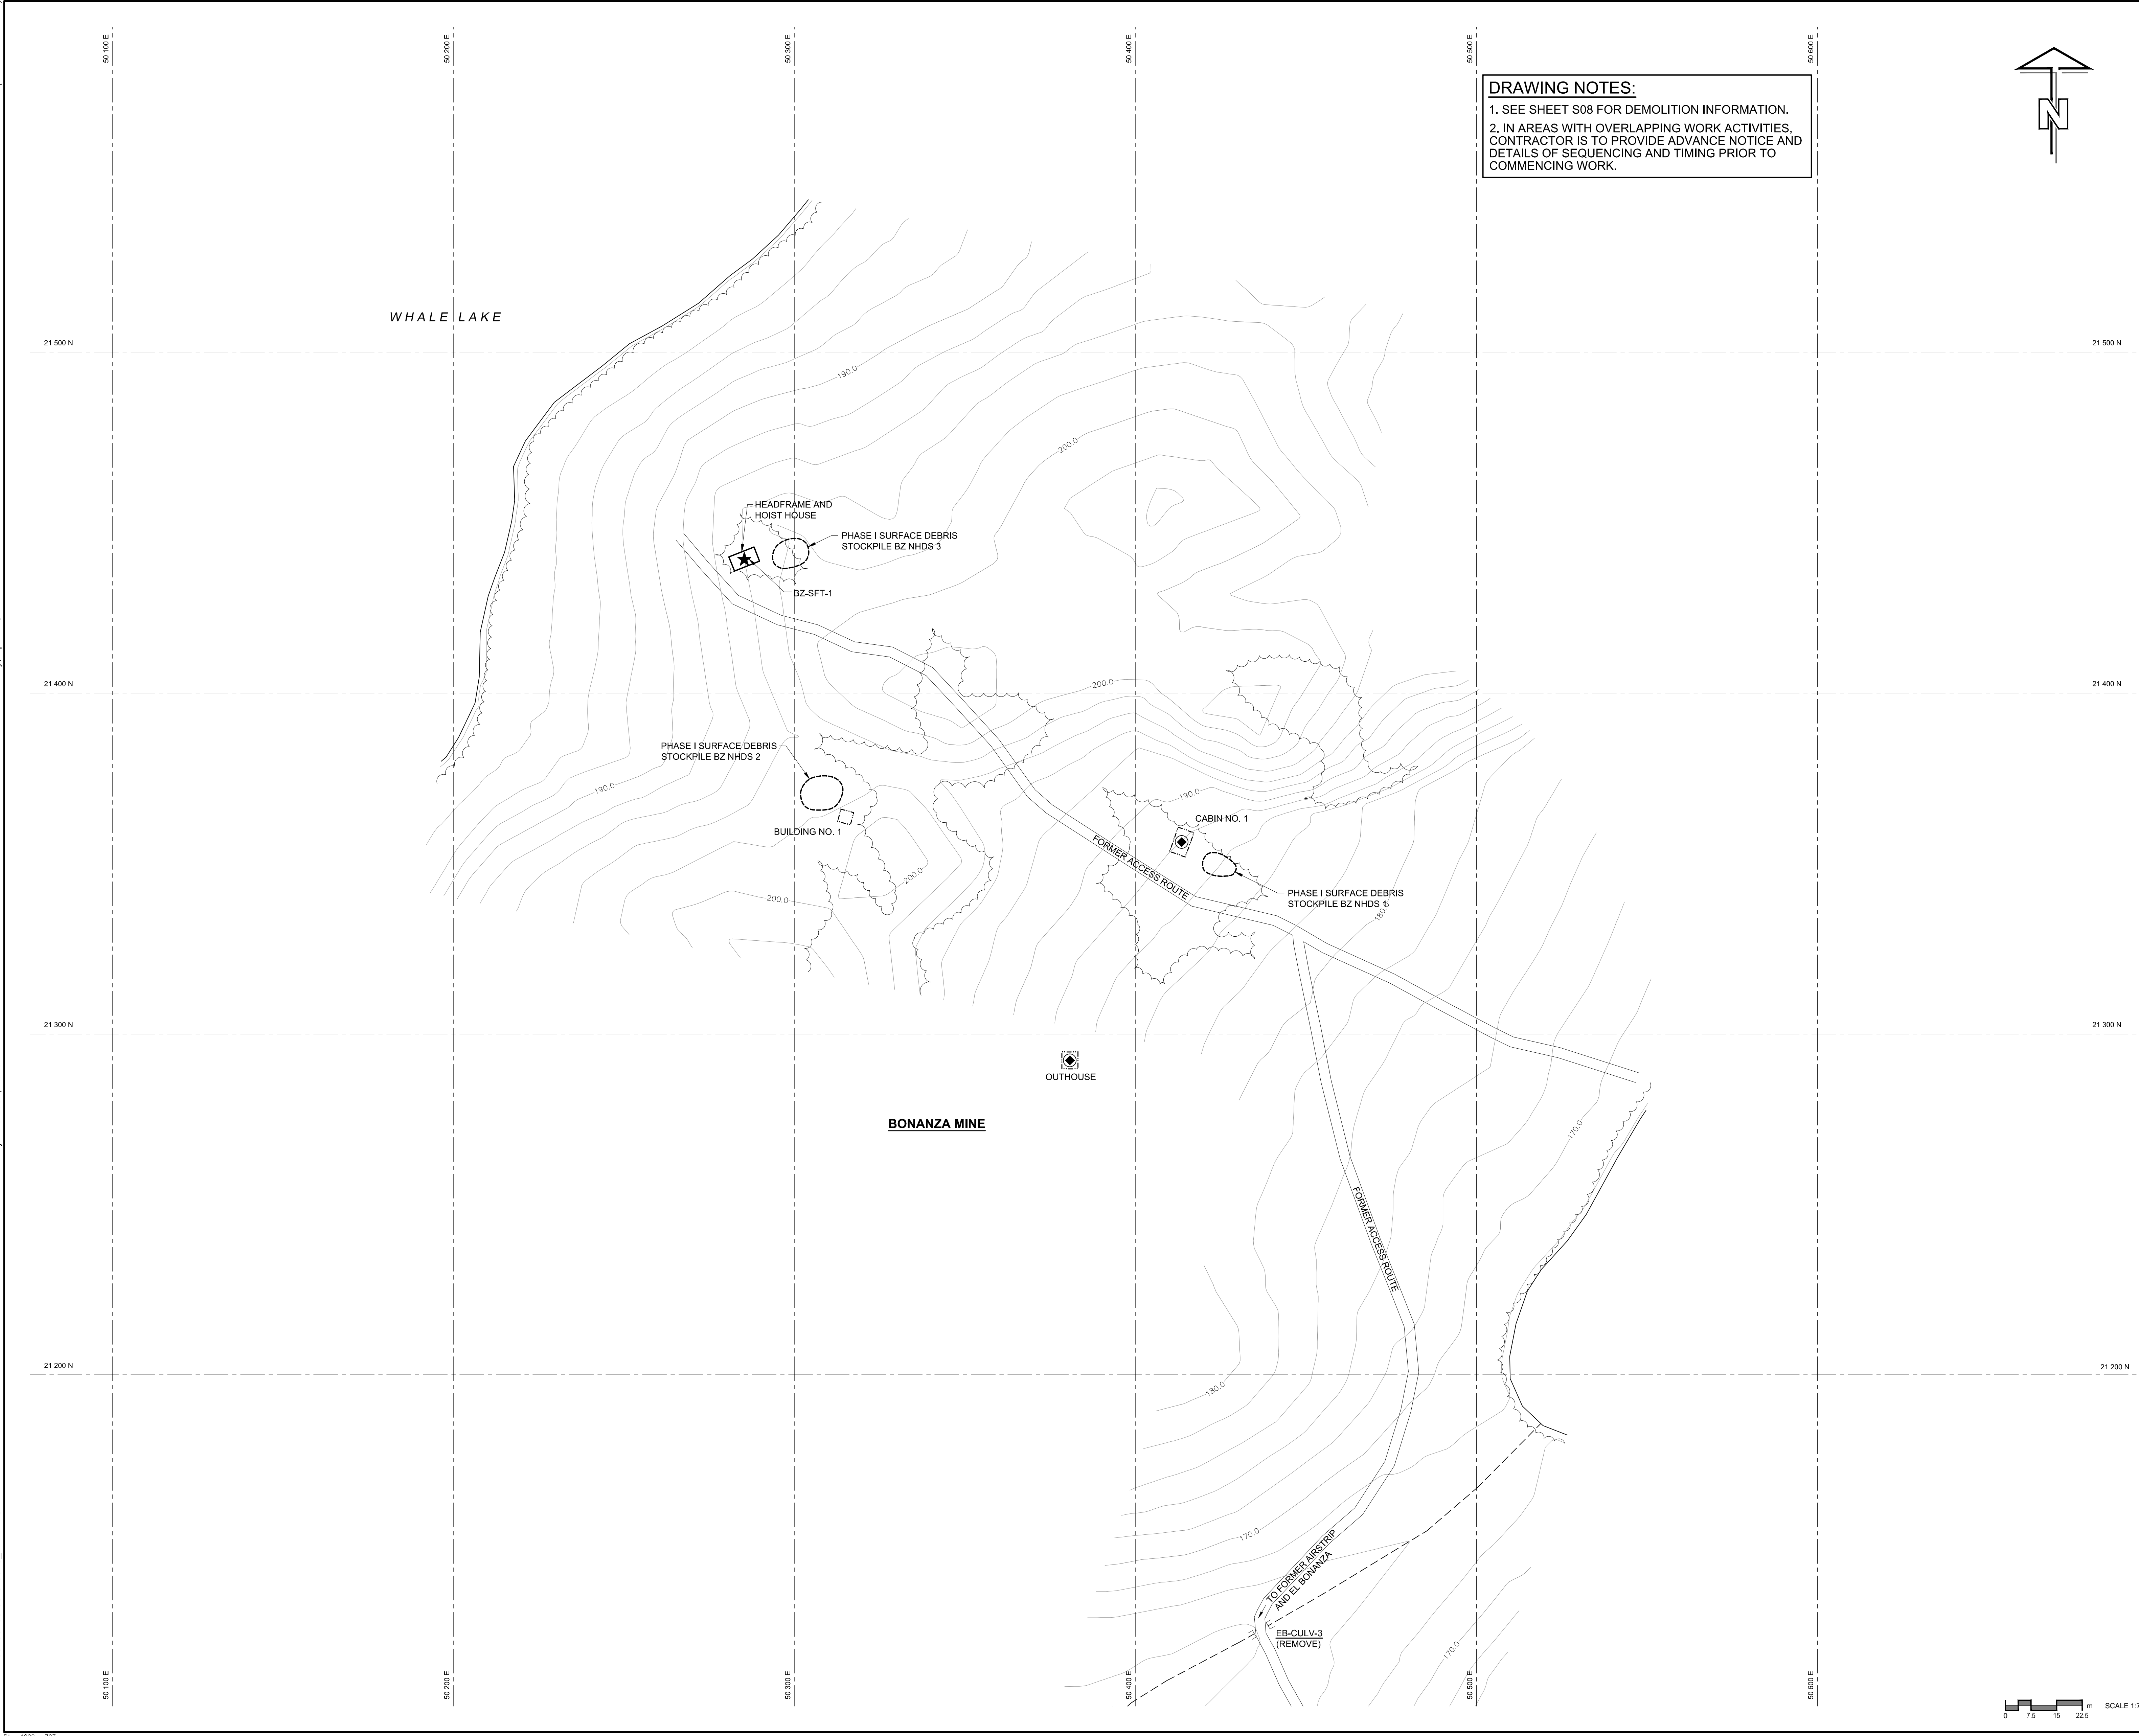 50 100 E
50 200 E
50 300 E
50 400 E
50 500 E
50 600 E
DRAWING NOTES:
1. SEE SHEET S08 FOR DEMOLITION INFORMATION.
2. IN AREAS WITH OVERLAPPING WORK ACTIVITIES,
CONTRACTOR IS TO PROVIDE ADVANCE NOTICE AND
DETAILS OF SEQUENCING AND TIMING PRIOR TO
COMMENCING WORK.
N
WHALE LAKE
21 500 N
21 500 N
190.0
200.0
HEADFRAME AND
HOIST HOUSE
PHASE I SURFACE DEBRIS
STOCKPILE BZ NHDS 3
BZ-SFT-1
21 400 N
200.0
21 400 N
PHASE I SURFACE DEBRIS
STOCKPILE BZ NHDS 2
190.0
190.0
BUILDING NO. 1
CABIN NO. 1
FORMER ACCESS ROUTE
200.0
200.0
PHASE I SURFACE DEBRIS
STOCKPILE BZ NHDS 1
180.0
21 300 N
21 300 N
OUTHOUSE
BONANZA MINE
170.0
FORMER ACCESS ROUTE
21 200 N
21 200 N
180.0
170.0
TO FORMER AIRSTRIP
AND EL BONANZA
EB-CULV-3
(REMOVE)
170.0
50 100 E
50 200 E
50 300 E
50 400 E
50 500 E
50 600 E
m SCALE 1:7
0 7.5 15 22.5